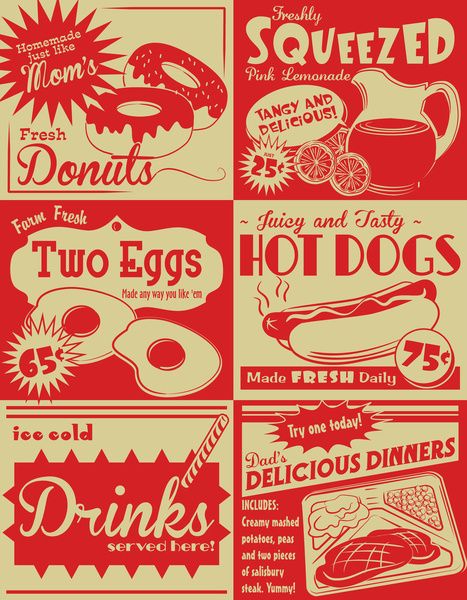 Homemade
just like
Mom's
Fresh
Donuts
Freshly
SQUEEZED
Pink Lemonade
TANGY AND
DELICIOUS!
JUST
25¢
Farm Fresh
Two Eggs
Made any way you like 'em
65¢
~ Juicy and Tasty ~
HOT DOGS
75¢
Made FRESH Daily
ice cold
Drinks
served here!
Try one today!
Dad's
DELICIOUS DINNERS
INCLUDES:
Creamy mashed
potatoes, peas
and two pieces
of salisbury
steak. Yummy!